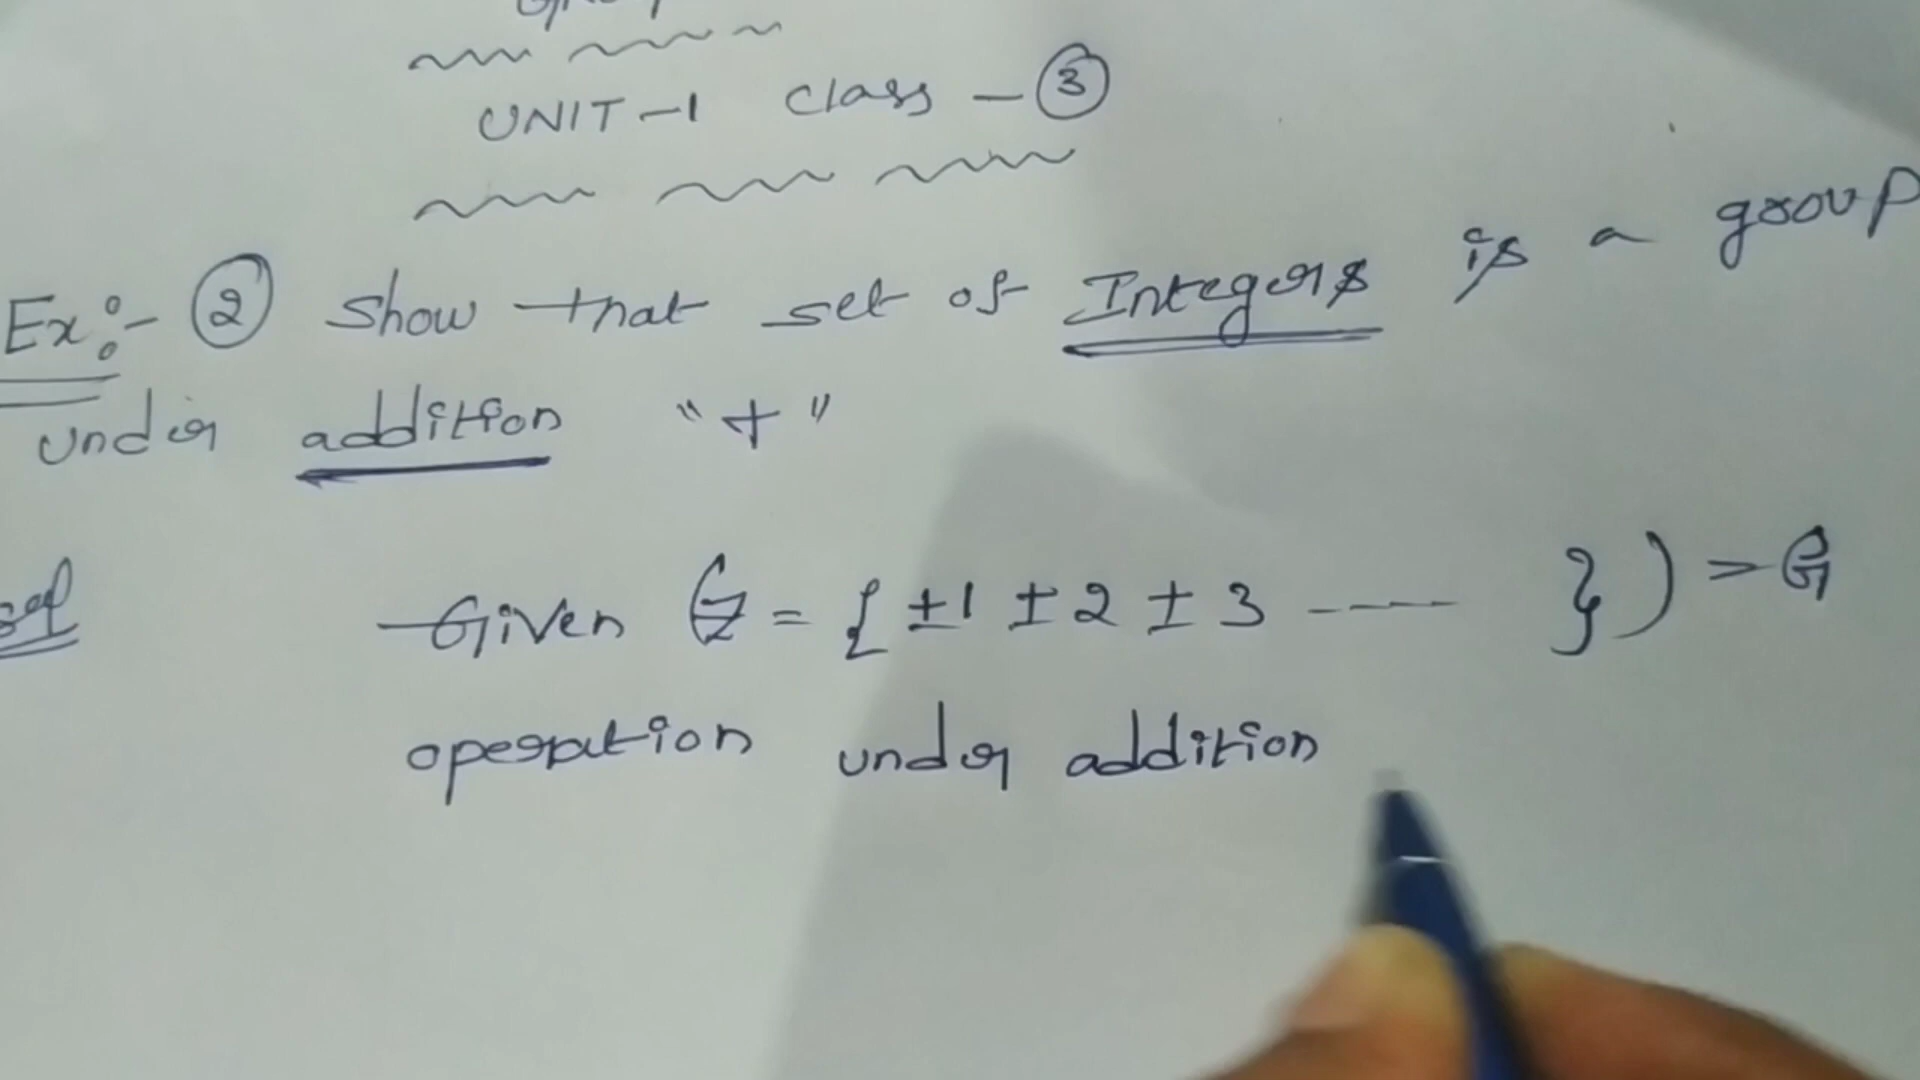 UNIT-1 class - ③
Ex:- ② Show that set of Integers is a group
under addition "+"
sol
Given (Z = { ±1 ±2 ±3 ---- }) = G
operation under addition